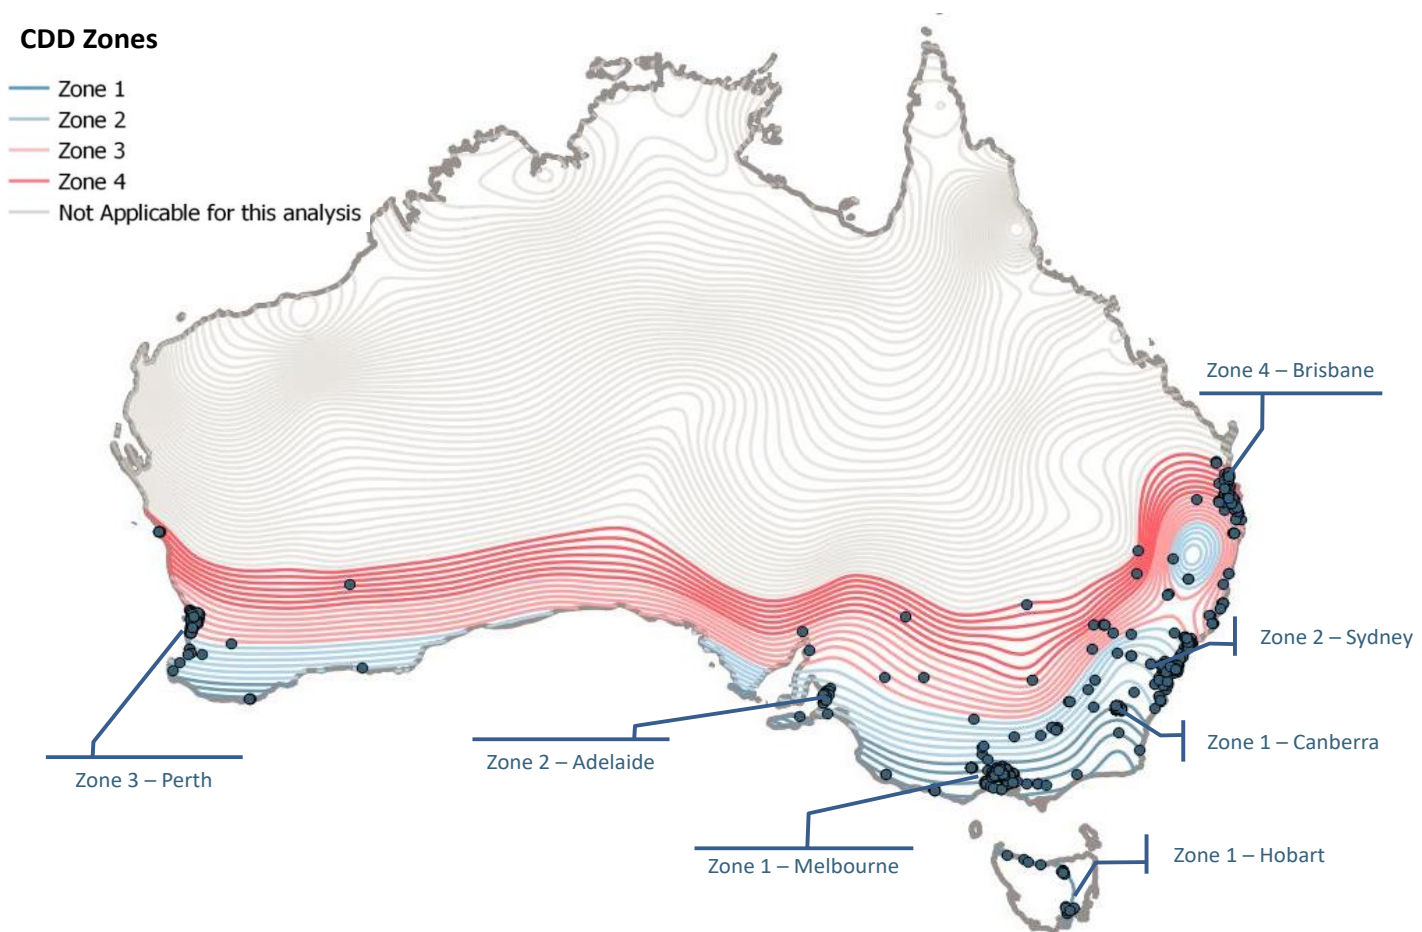 CDD Zones
Zone 1
Zone 2
Zone 3
Zone 4
Not Applicable for this analysis
Zone 4 – Brisbane
Zone 2 – Sydney
Zone 1 – Canberra
Zone 2 – Adelaide
Zone 3 – Perth
Zone 1 – Melbourne
Zone 1 – Hobart